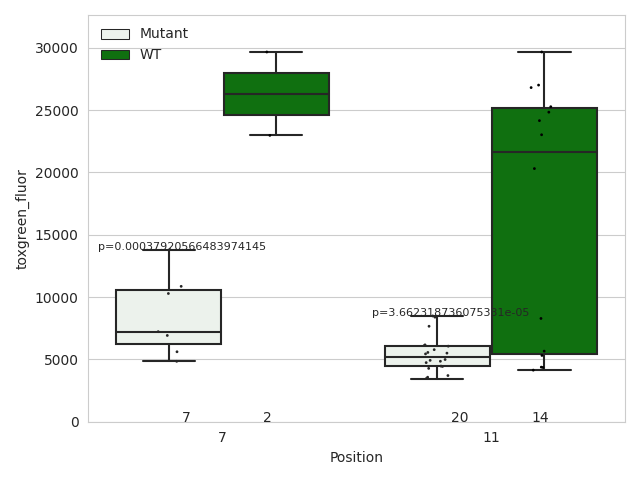 Mutant
WT
30000
25000
20000
15000
10000
5000
0
toxgreen_fluor
p=0.00037920566483974145
p=3.662318736075331e-05
7 2 20 14
7 11
Position